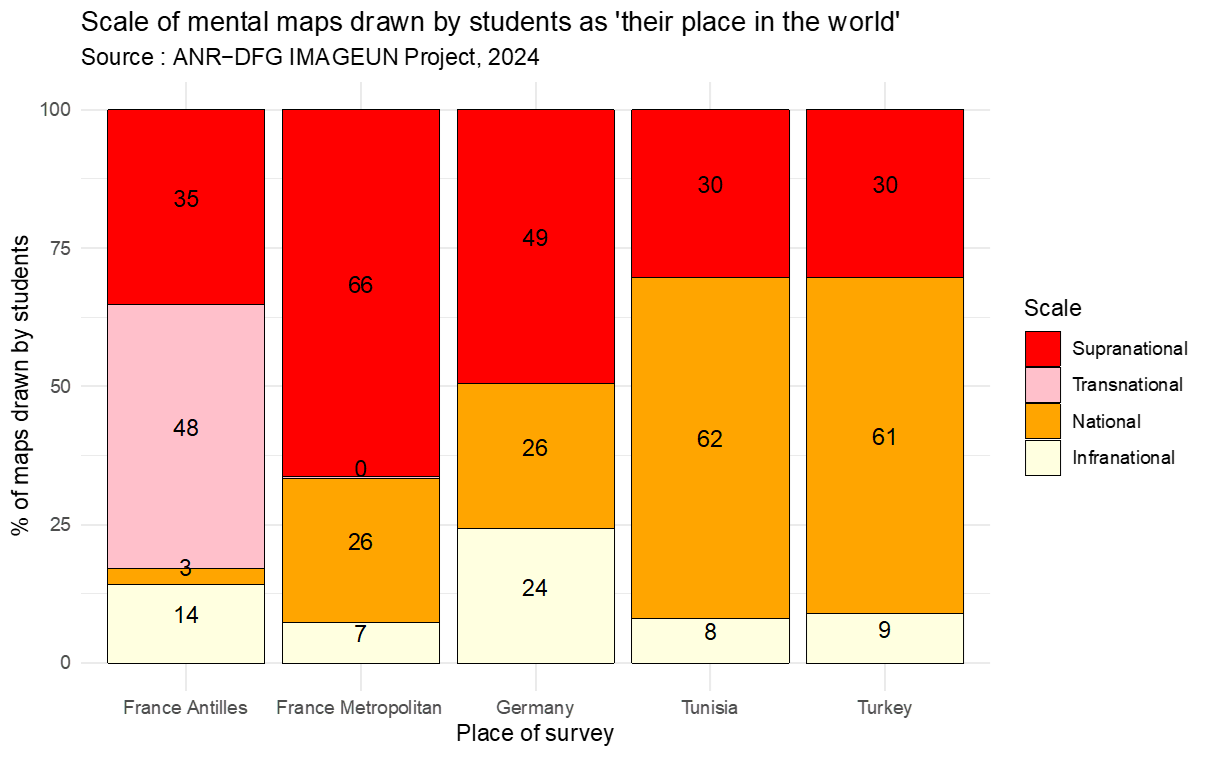 Scale of mental maps drawn by students as 'their place in the world'
Source : ANR−DFG IMAGEUN Project, 2024
% of maps drawn by students
100
75
50
25
0
35
48
3
14
66
0
26
7
49
26
24
30
62
8
30
61
9
France Antilles
France Metropolitan
Germany
Tunisia
Turkey
Place of survey
Scale
Supranational
Transnational
National
Infranational